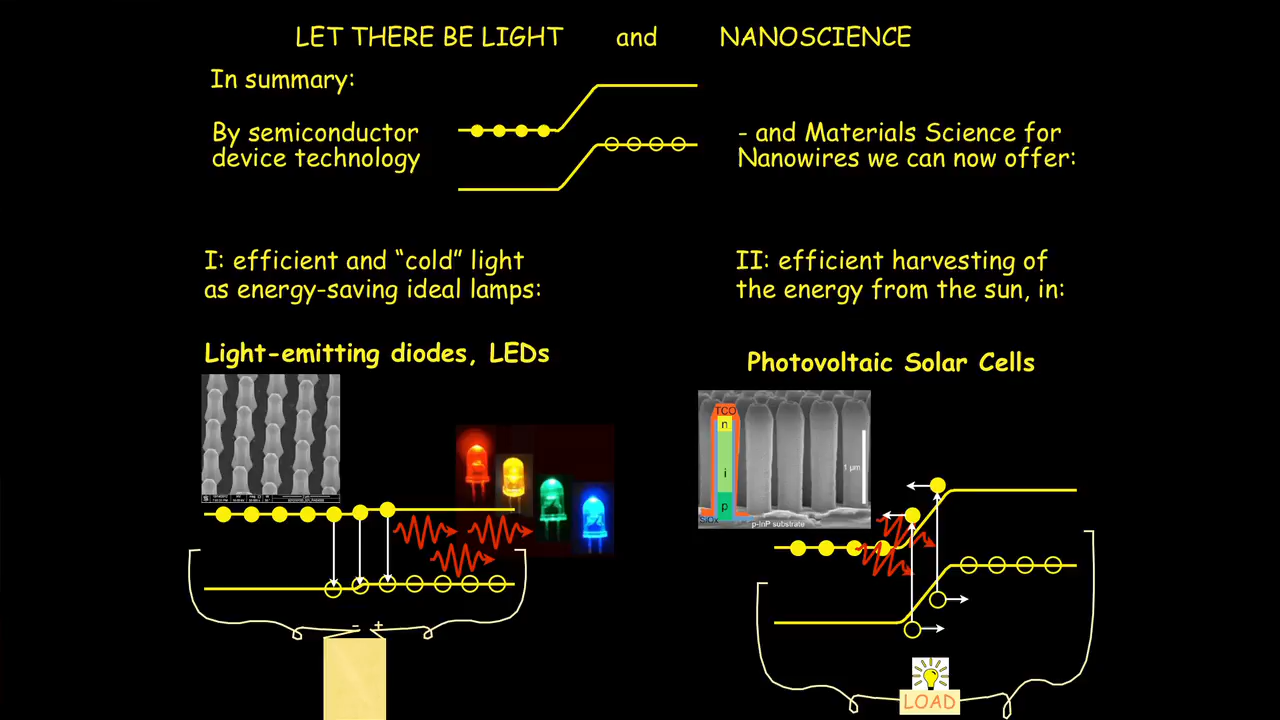 LET THERE BE LIGHT and NANOSCIENCE
In summary:
By semiconductor
device technology
- and Materials Science for
Nanowires we can now offer:
I: efficient and “cold” light
as energy-saving ideal lamps:
II: efficient harvesting of
the energy from the sun, in:
Light-emitting diodes, LEDs
Photovoltaic Solar Cells
TCO
n
i
p
1 µm
SiOx
p-InP substrate
- +
LOAD